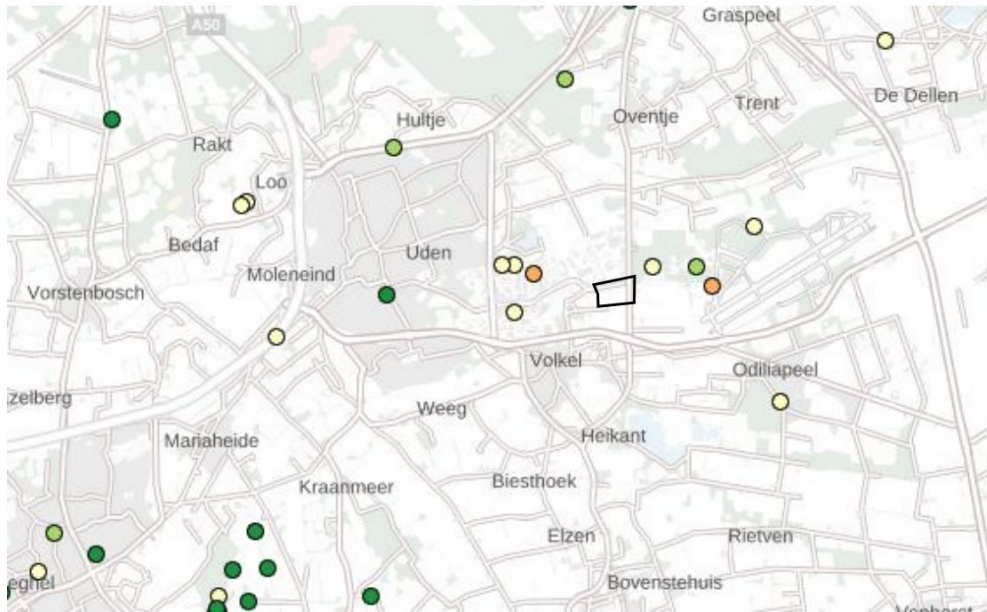 Graspeel
A50
De Dellen
Trent
Hultje
Oventje
Rakt
Loo
Bedaf
Uden
Moleneind
Vorstenbosch
Volkel
Odiliapeel
zelberg
Weeg
Heikant
Mariaheide
Biesthoek
Kraanmeer
Elzen
Rietven
eghel
Bovenstehuis
Venhorst